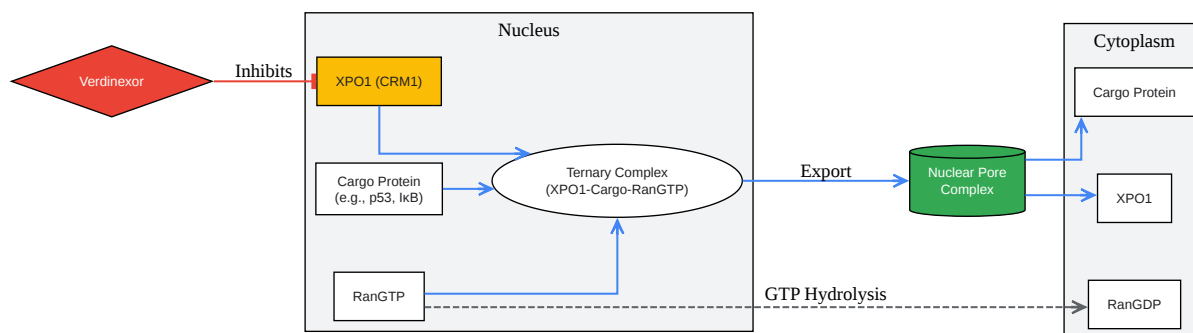 Nucleus
Cytoplasm
Verdinexor
Inhibits
XPO1 (CRM1)
Cargo Protein
Ternary Complex
(XPO1-Cargo-RanGTP)
Cargo Protein
(e.g., p53, IκB)
Export
Nuclear Pore
Complex
XPO1
RanGTP
GTP Hydrolysis
RanGDP